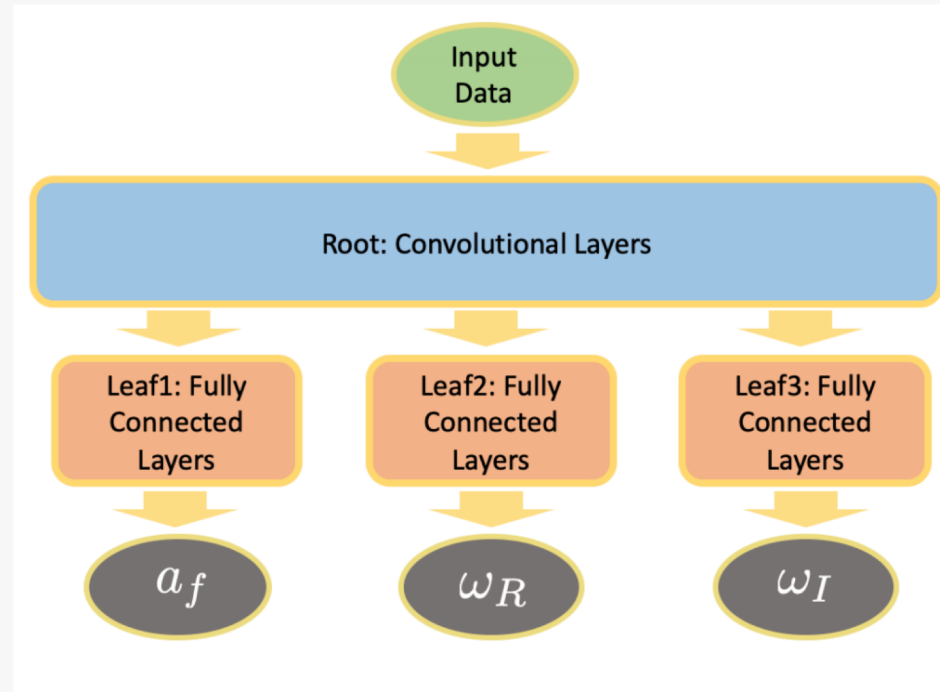 Input
Data
Root: Convolutional Layers
Leaf1: Fully
Connected
Layers
Leaf2: Fully
Connected
Layers
Leaf3: Fully
Connected
Layers
a_f
ω_R
ω_I